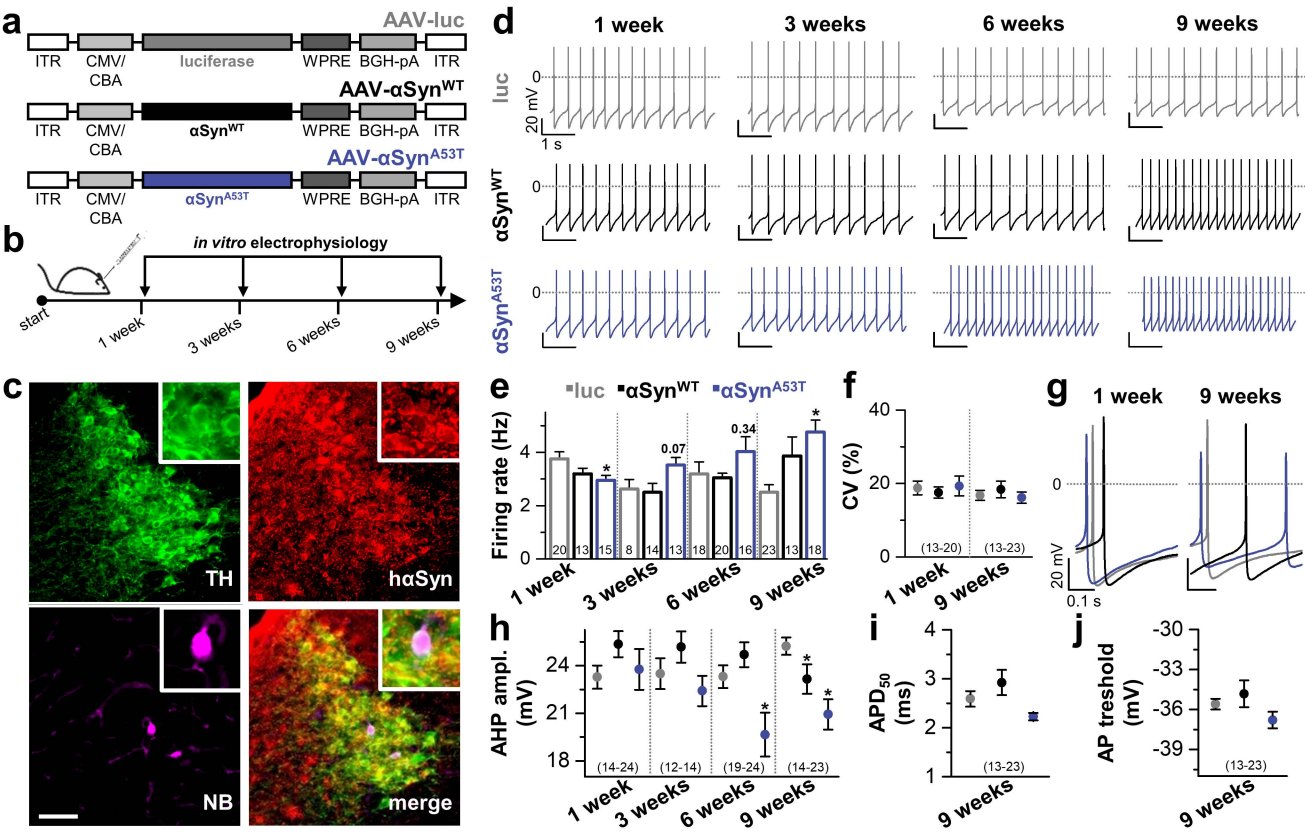 a
AAV-luc
ITR CMV/ luciferase WPRE BGH-pA ITR
CBA
AAV-αSynWT
ITR CMV/ αSynWT WPRE BGH-pA ITR
CBA
AAV-αSynA53T
ITR CMV/ αSynA53T WPRE BGH-pA ITR
CBA
b
in vitro electrophysiology
start 1 week 3 weeks 6 weeks 9 weeks
c
TH
hαSyn
NB
merge
d
1 week 3 weeks 6 weeks 9 weeks
luc
0
20 mV
1 s
αSynWT
0
αSynA53T
0
e
luc αSynWT αSynA53T
Firing rate (Hz)
4
2
0
* 0.07 0.34 *
20 13 15 8 14 13 18 20 16 23 13 18
1 week 3 weeks 6 weeks 9 weeks
f
CV (%)
40
20
0
(13-20) (13-23)
1 week 9 weeks
g
1 week 9 weeks
0
20 mV
0.1 s
h
AHP ampl.
(mV)
24
21
18
* * *
(14-24) (12-14) (19-24) (14-23)
1 week 3 weeks 6 weeks 9 weeks
i
APD50
(ms)
4
3
2
1
(13-23)
9 weeks
j
AP treshold
(mV)
-30
-33
-36
-39
(13-23)
9 weeks